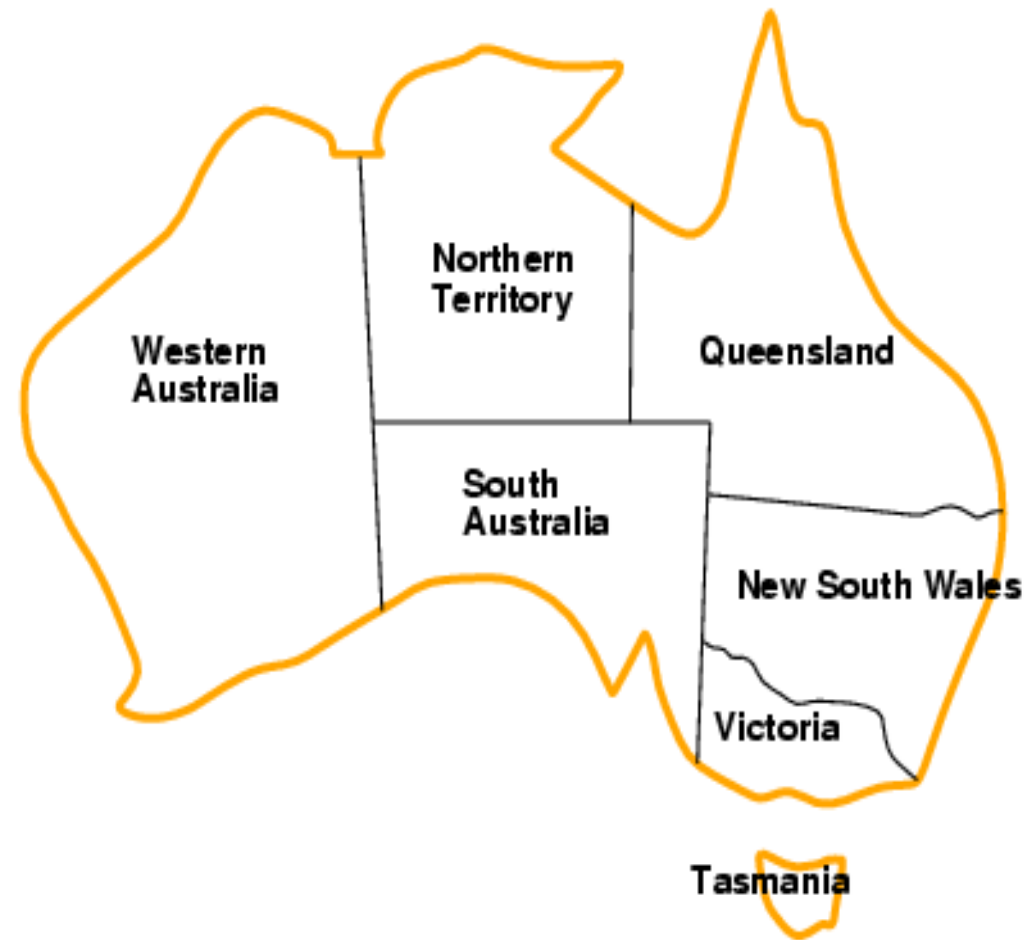 Northern
Territory
Western
Australia
Queensland
South
Australia
New South Wales
Victoria
Tasmania